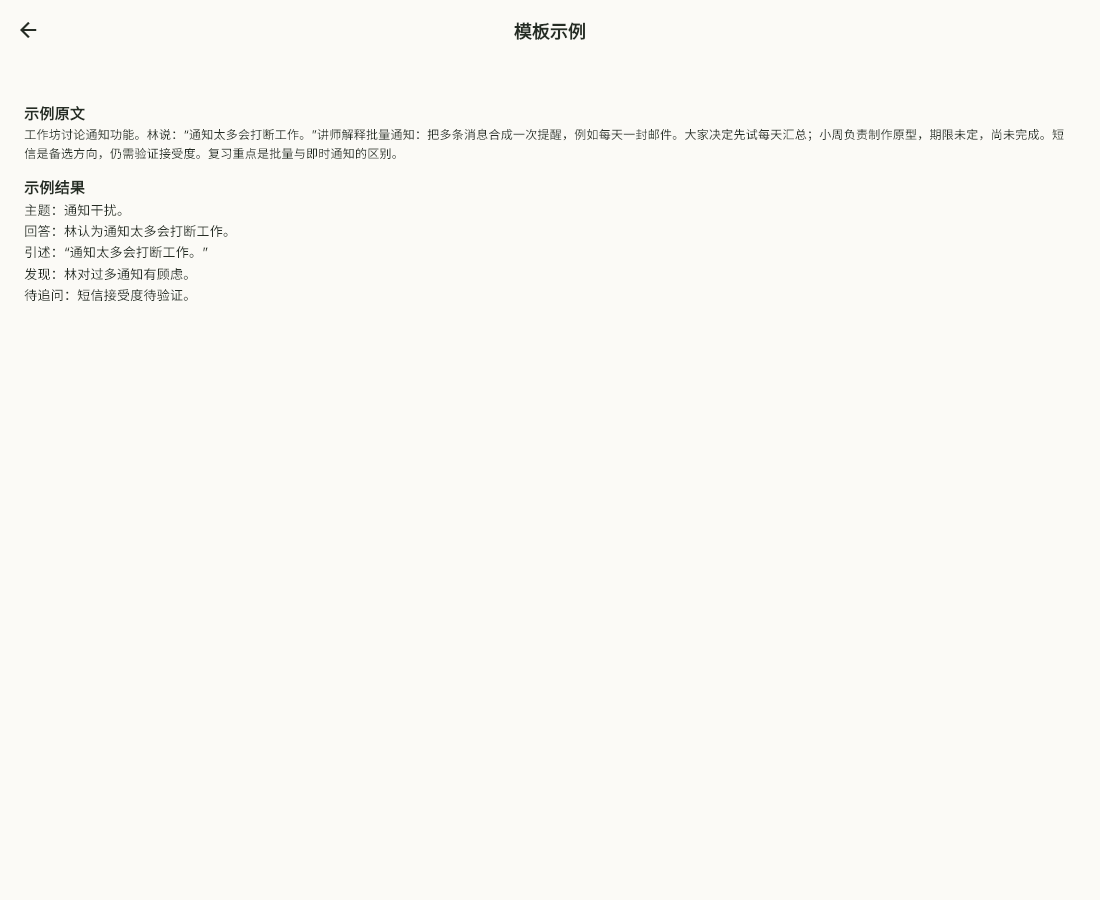 模板示例
示例原文
工作坊讨论通知功能。林说：“通知太多会打断工作。”讲师解释批量通知：把多条消息合成一次提醒，例如每天一封邮件。大家决定先试每天汇总；小周负责制作原型，期限未定，尚未完成。短
信是备选方向，仍需验证接受度。复习重点是批量与即时通知的区别。
示例结果
主题：通知干扰。
回答：林认为通知太多会打断工作。
引述：“通知太多会打断工作。”
发现：林对过多通知有顾虑。
待追问：短信接受度待验证。